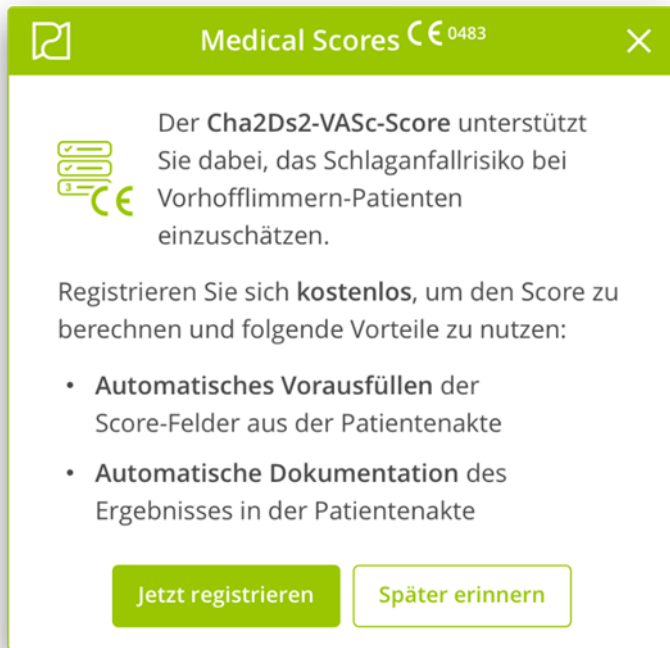 Medical Scores CE 0483
Der Cha2Ds2-VASc-Score unterstützt
Sie dabei, das Schlaganfallrisiko bei
Vorhofflimmern-Patienten
einzuschätzen.
3
CE
Registrieren Sie sich kostenlos, um den Score zu
berechnen und folgende Vorteile zu nutzen:
• Automatisches Vorausfüllen der
Score-Felder aus der Patientenakte
• Automatische Dokumentation des
Ergebnisses in der Patientenakte
Jetzt registrieren
Später erinnern